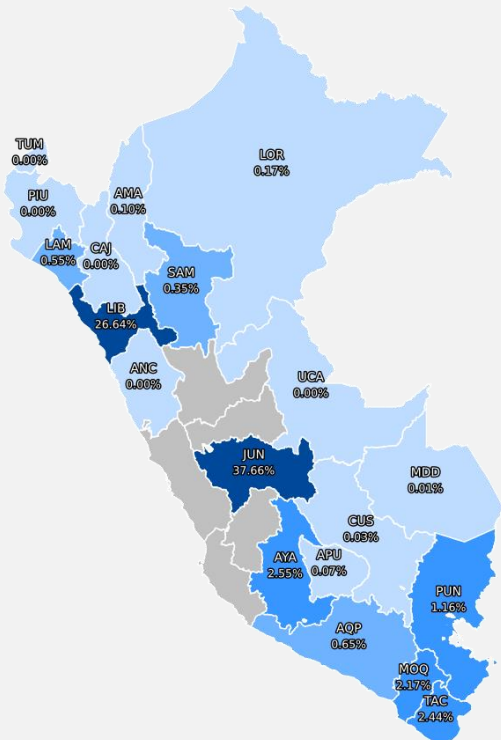 TUM
0.00%
LOR
0.17%
PIU
0.00%
AMA
0.10%
LAM
0.55%
CAJ
0.00%
SAM
0.35%
LIB
26.64%
ANC
0.00%
UCA
0.00%
JUN
37.66%
MDD
0.01%
CUS
0.03%
AYA
2.55%
APU
0.07%
PUN
1.16%
AQP
0.65%
MOQ
2.17%
TAC
2.44%